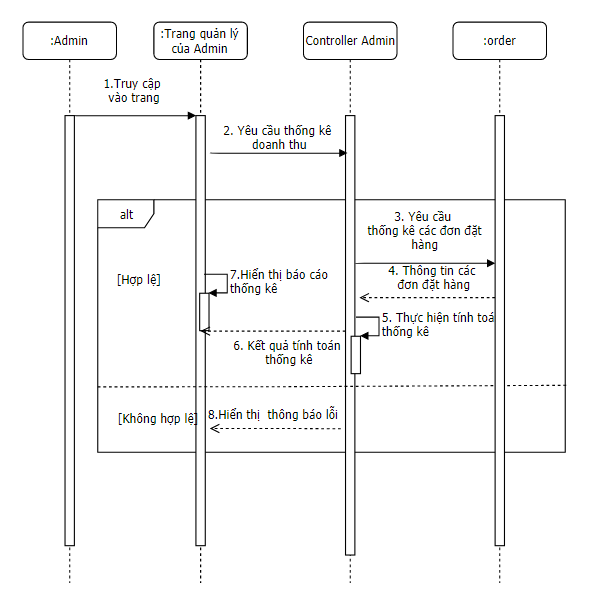 :Admin
:Trang quản lý
của Admin
Controller Admin
:order
1.Truy cập
vào trang
2. Yêu cầu thống kê
doanh thu
alt
3. Yêu cầu
thống kê các đơn đặt
hàng
[Hợp lệ]
7.Hiển thị báo cáo
thống kê
4. Thông tin các
đơn đặt hàng
5. Thực hiện tính toá
thống kê
6. Kết quả tính toán
thống kê
[Không hợp lệ]
8.Hiển thị thông báo lỗi